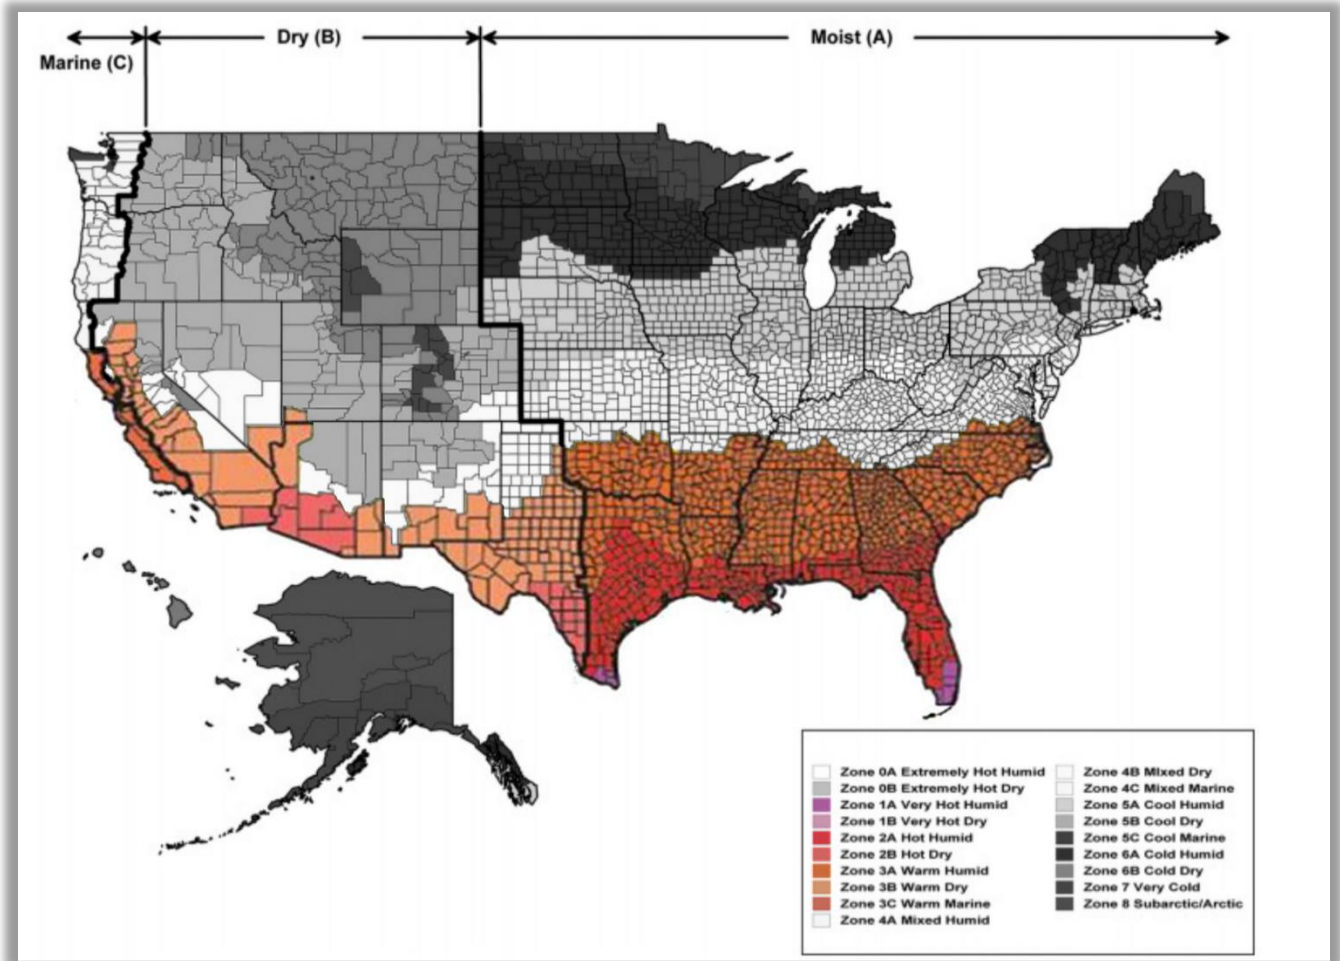 Dry (B)
Moist (A)
Marine (C)
Zone 0A Extremely Hot Humid
Zone 0B Extremely Hot Dry
Zone 1A Very Hot Humid
Zone 1B Very Hot Dry
Zone 2A Hot Humid
Zone 2B Hot Dry
Zone 3A Warm Humid
Zone 3B Warm Dry
Zone 3C Warm Marine
Zone 4A Mixed Humid
Zone 4B MIxed Dry
Zone 4C Mixed Marine
Zone 5A Cool Humid
Zone 5B Cool Dry
Zone 5C Cool Marine
Zone 6A Cold Humid
Zone 6B Cold Dry
Zone 7 Very Cold
Zone 8 Subarctic/Arctic